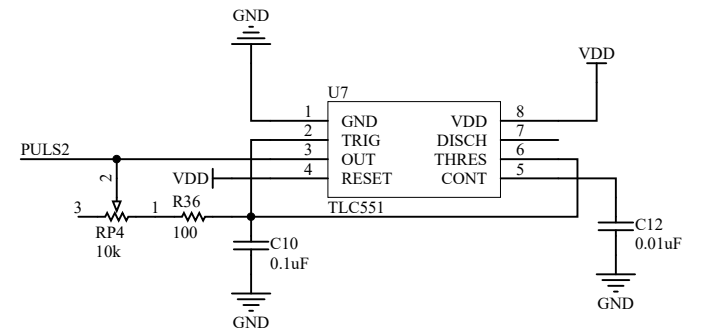 GND
VDD
U7
1 GND VDD 8
2 TRIG DISCH 7
PULS2 3 OUT THRES 6
VDD 4 RESET CONT 5
2
3 1 R36 TLC551
RP4 100
10k
C10
0.1uF
C12
0.01uF
GND
GND